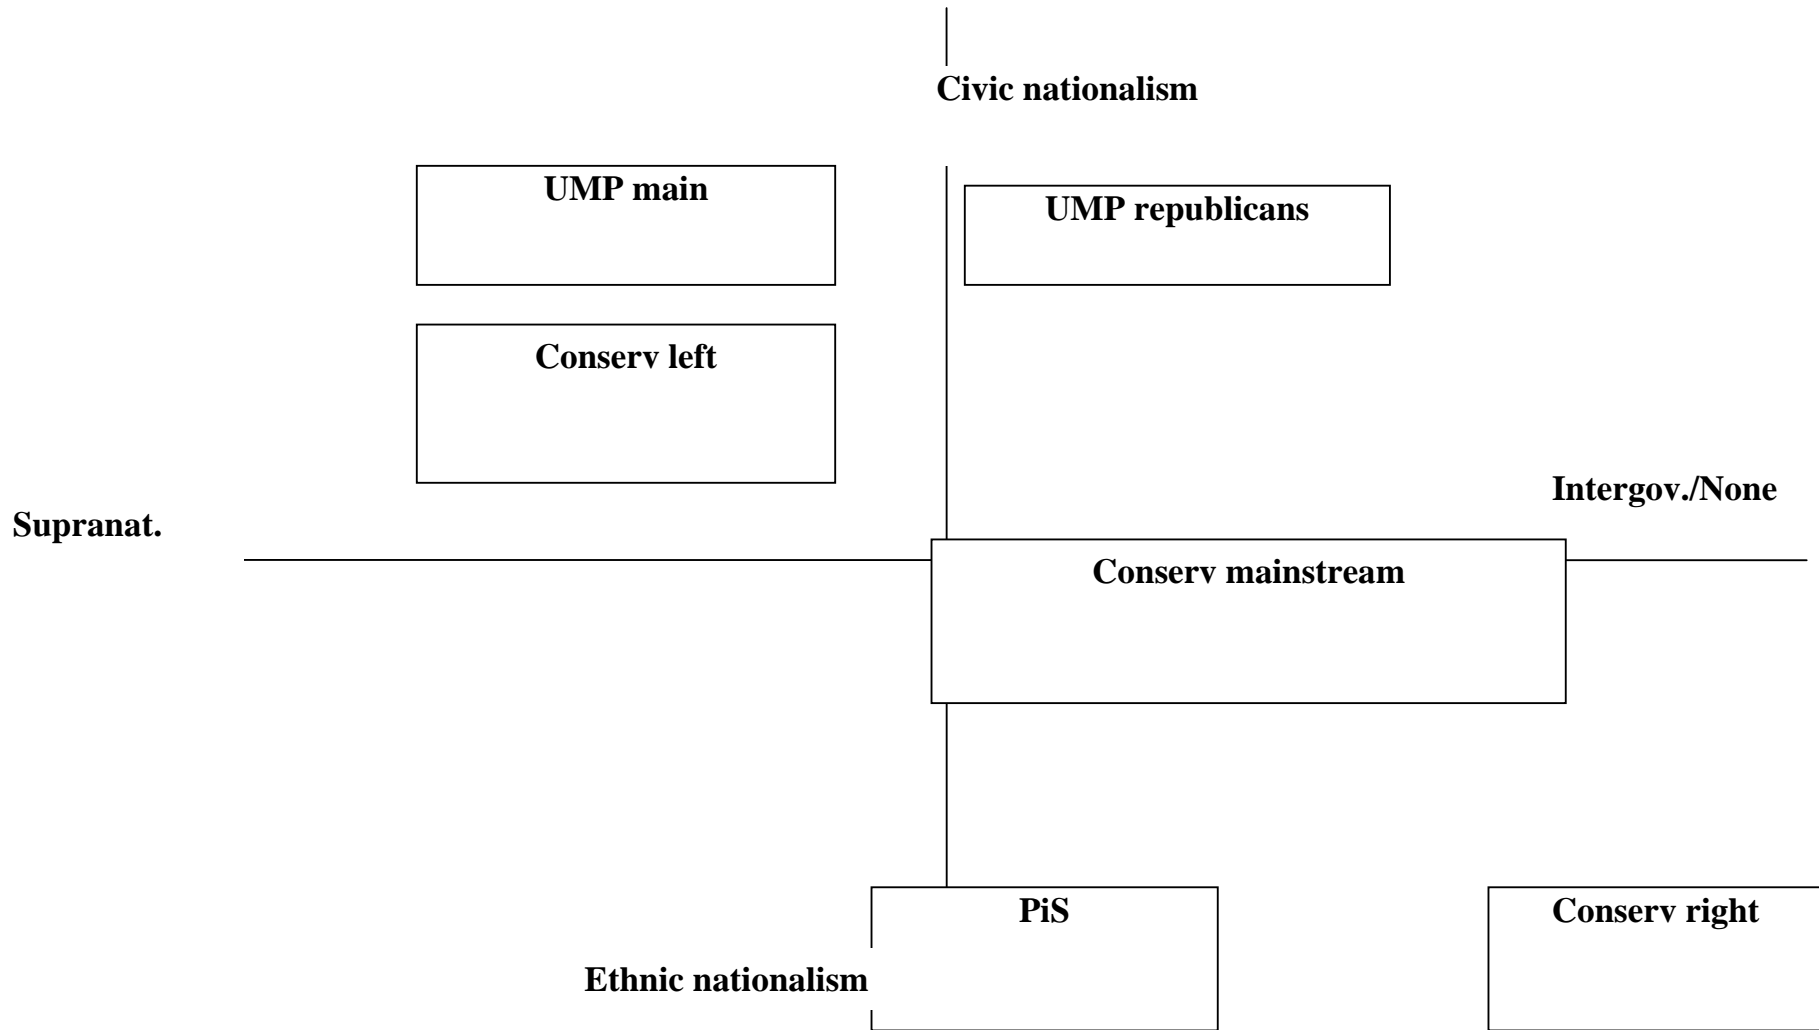 Civic nationalism
UMP main
UMP republicans
Conserv left
Intergov./None
Supranat.
Conserv mainstream
PiS
Conserv right
Ethnic nationalism